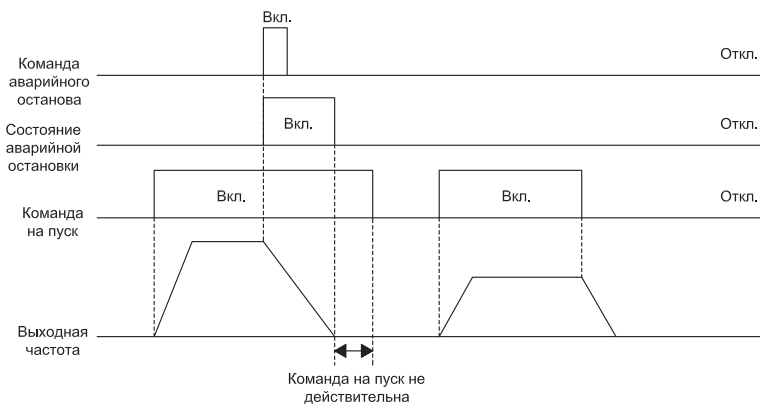 Вкл.
Команда
аварийного
останова
Откл.
Состояние
аварийной
остановки
Вкл.
Откл.
Команда
на пуск
Вкл.
Вкл.
Откл.
Выходная
частота
Команда на пуск не
действительна